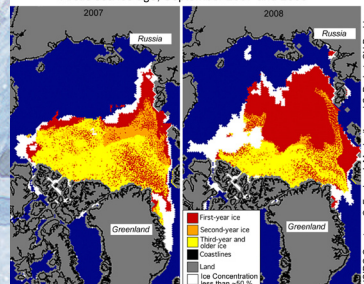 2007
2008
Russia
Russia
Greenland
Greenland
First-year ice
Second-year ice
Third-year and
older ice
Coastlines
Land
Ice Concentration
less than ~50 %